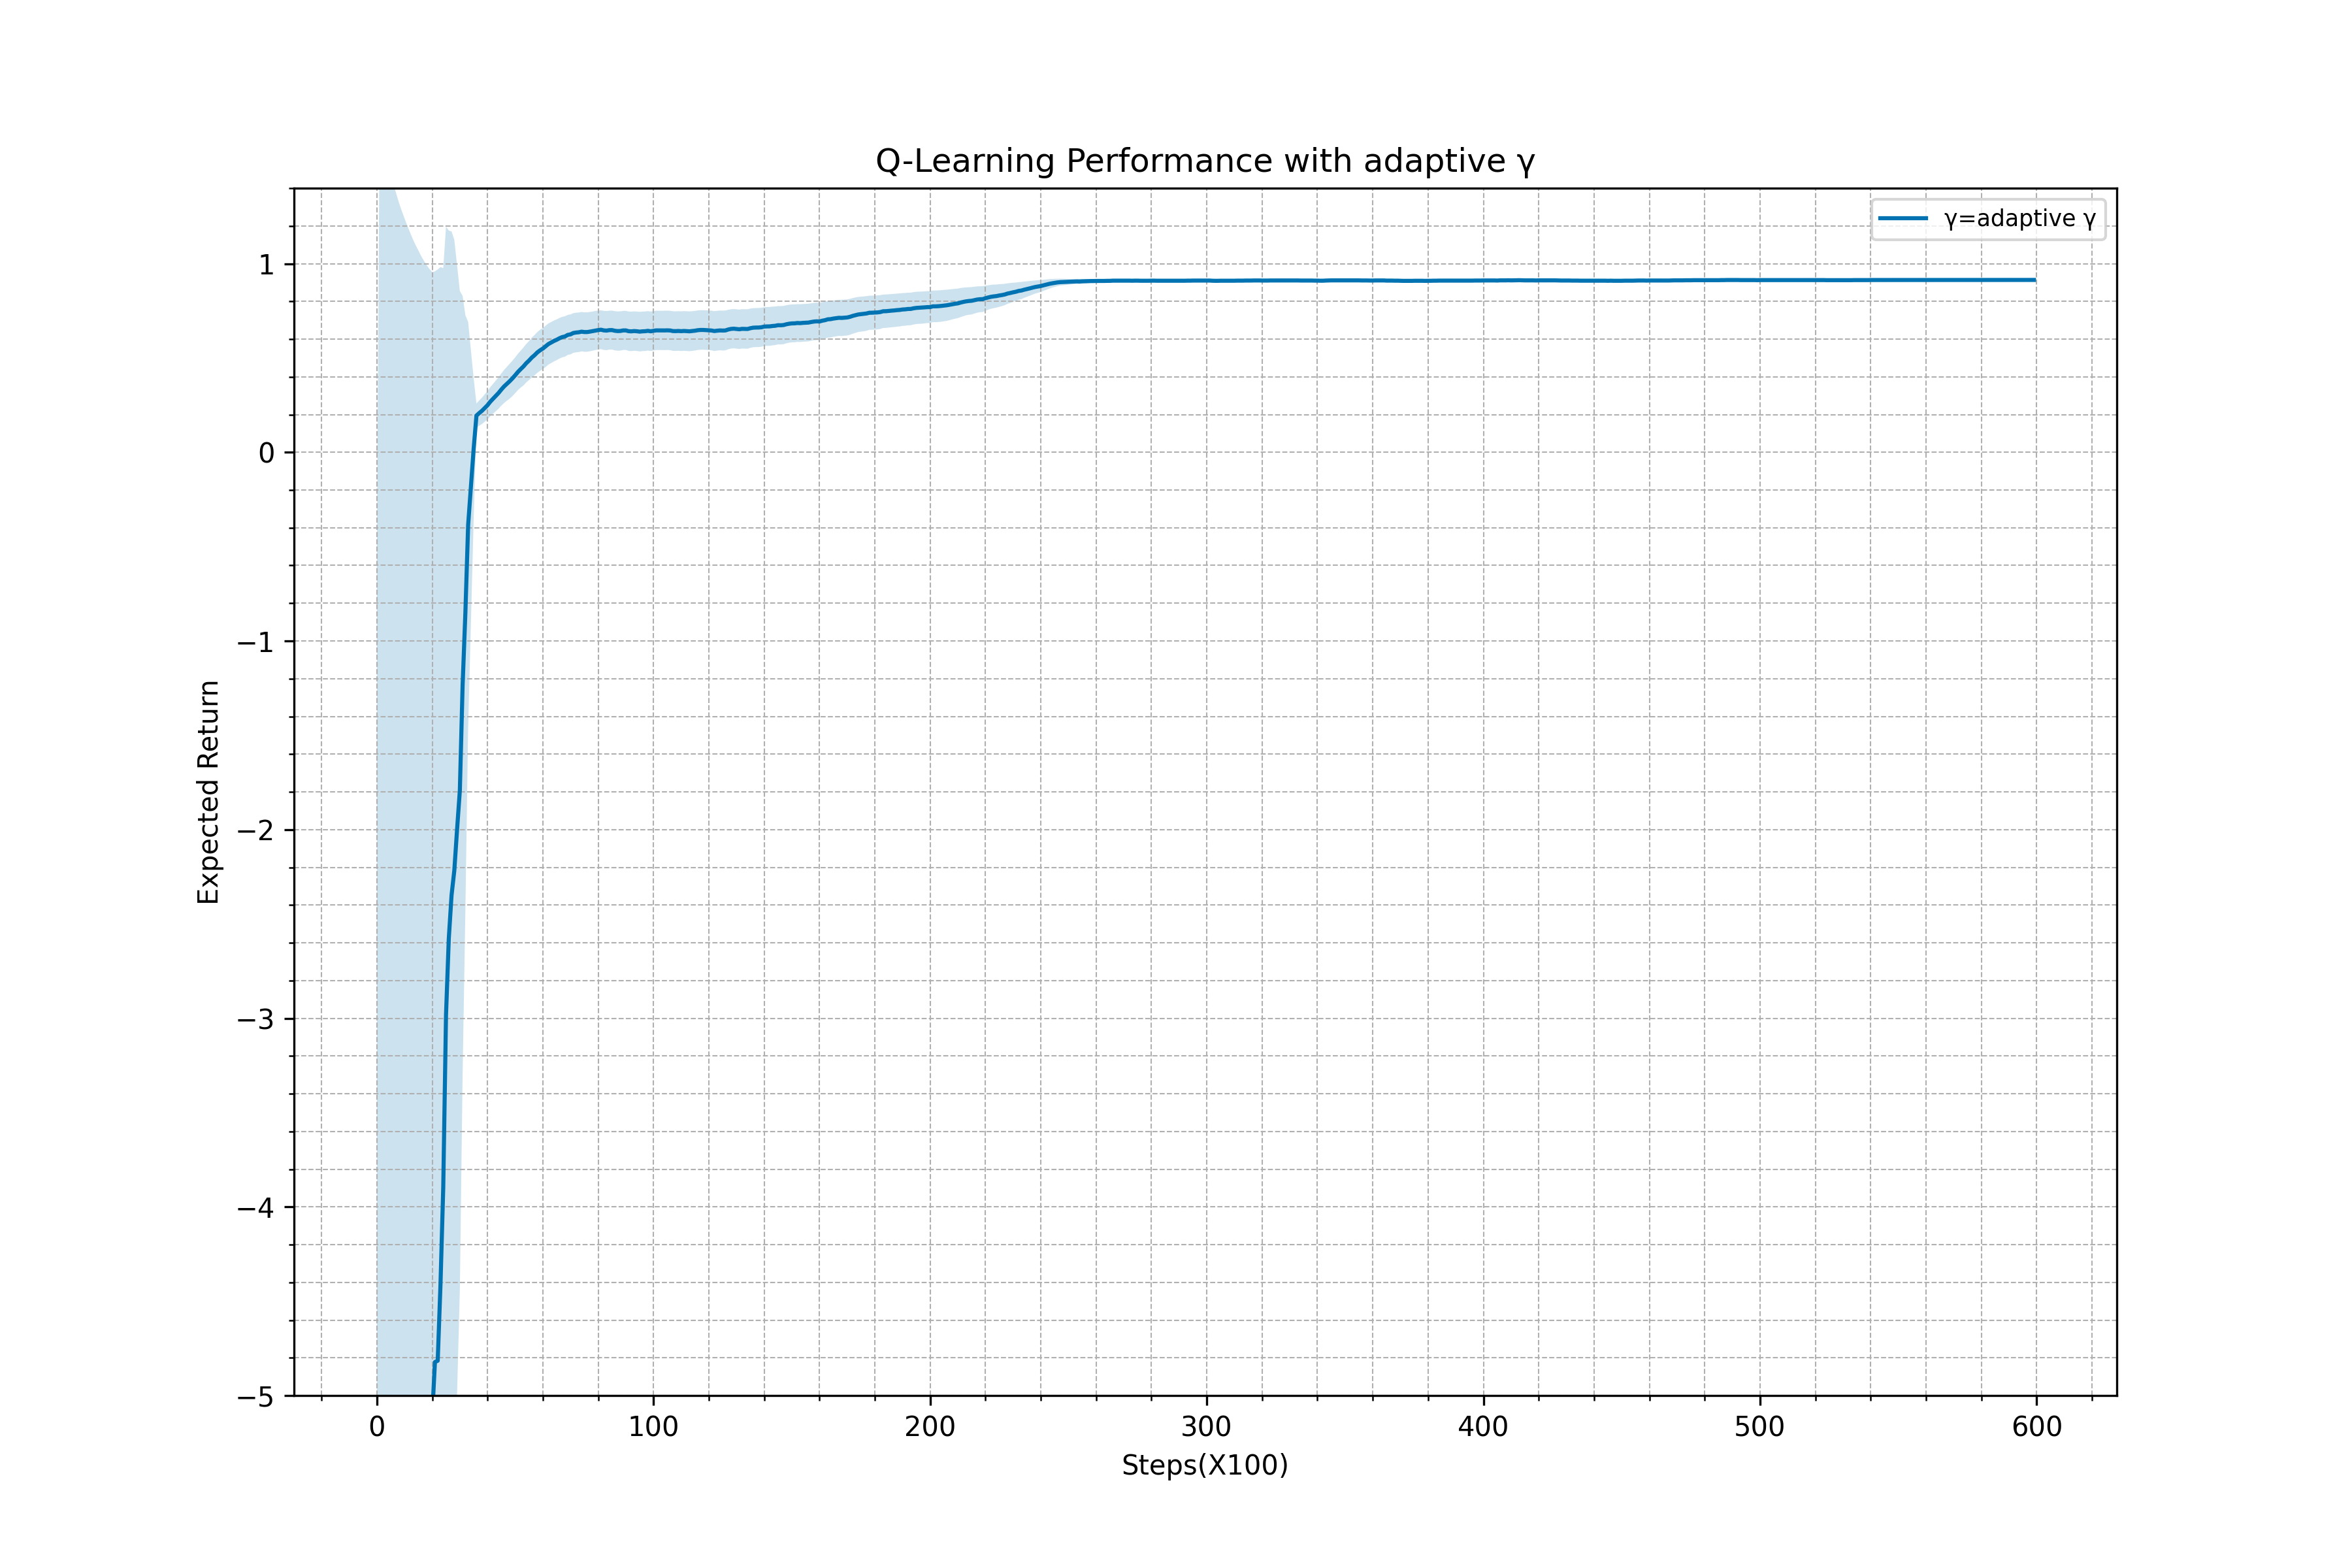 Q-Learning Performance with adaptive γ
γ=adaptive γ
1
0
−1
−2
−3
−4
−5
Expected Return
0 100 200 300 400 500 600
Steps(X100)